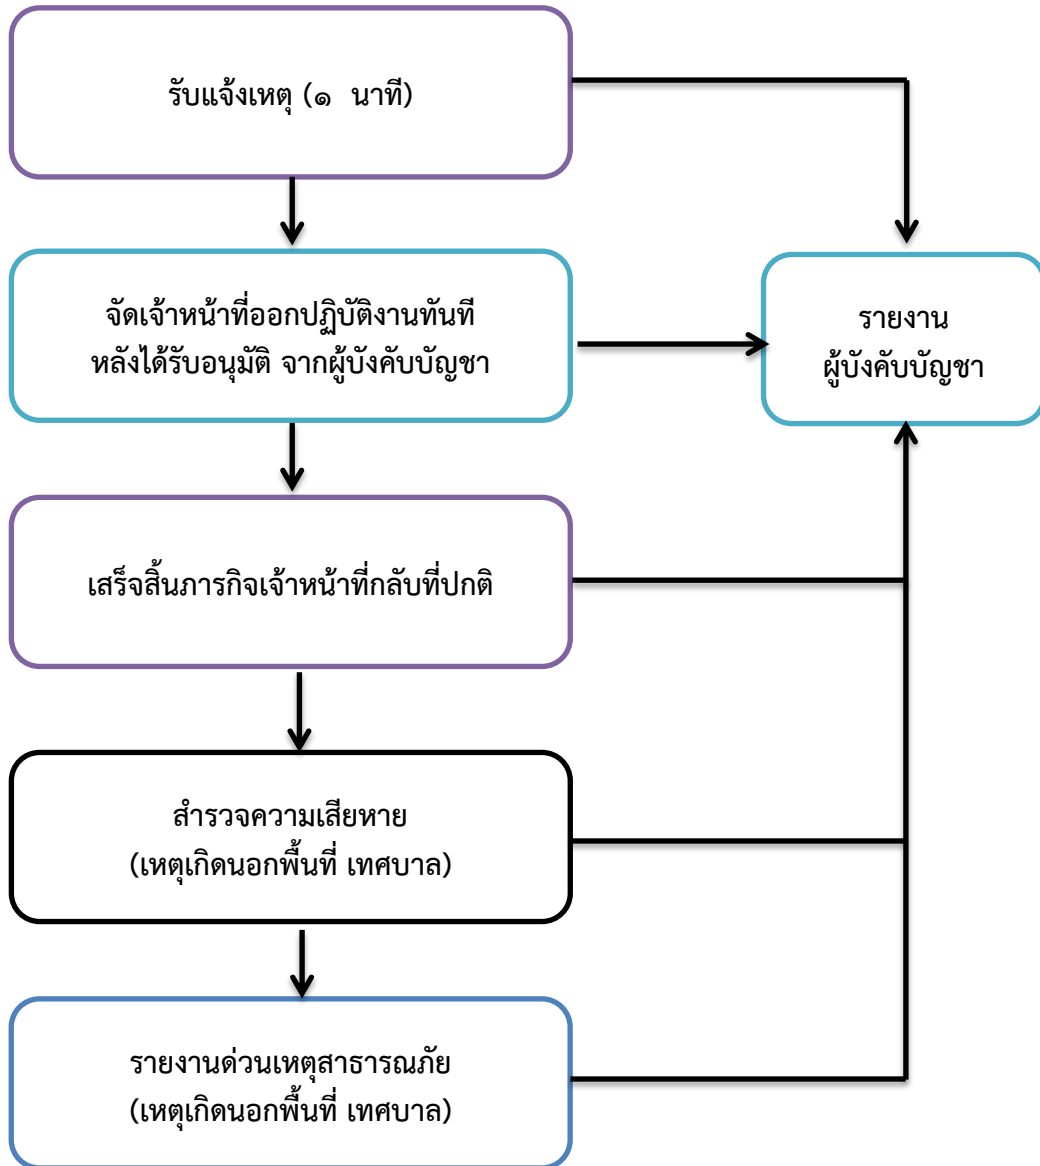 รับแจ้งเหตุ (๑  นาที)
จัดเจ้าหน้าที่ออกปฏิบัติงานทันที
หลังได้รับอนุมัติ จากผู้บังคับบัญชา
รายงาน
ผู้บังคับบัญชา
เสร็จสิ้นภารกิจเจ้าหน้าที่กลับที่ปกติ
สำรวจความเสียหาย
(เหตุเกิดนอกพื้นที่ เทศบาล)
รายงานด่วนเหตุสาธารณภัย
(เหตุเกิดนอกพื้นที่ เทศบาล)